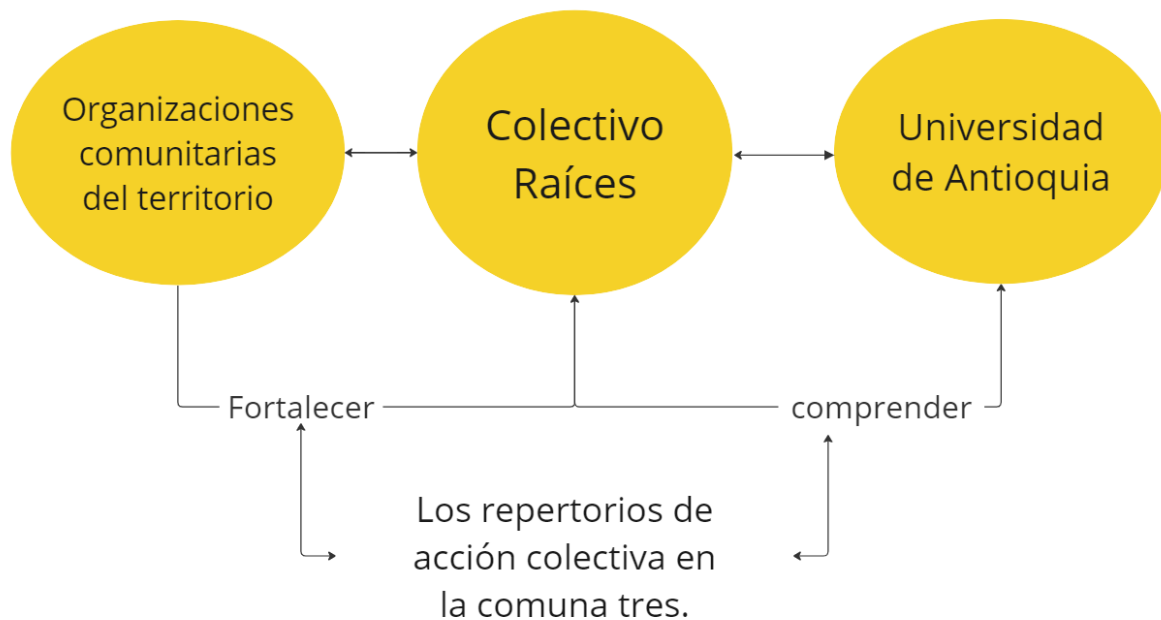 Organizaciones
comunitarias
del territorio
Colectivo
Raíces
Universidad
de Antioquia
Fortalecer
comprender
Los repertorios de
acción colectiva en
la comuna tres.